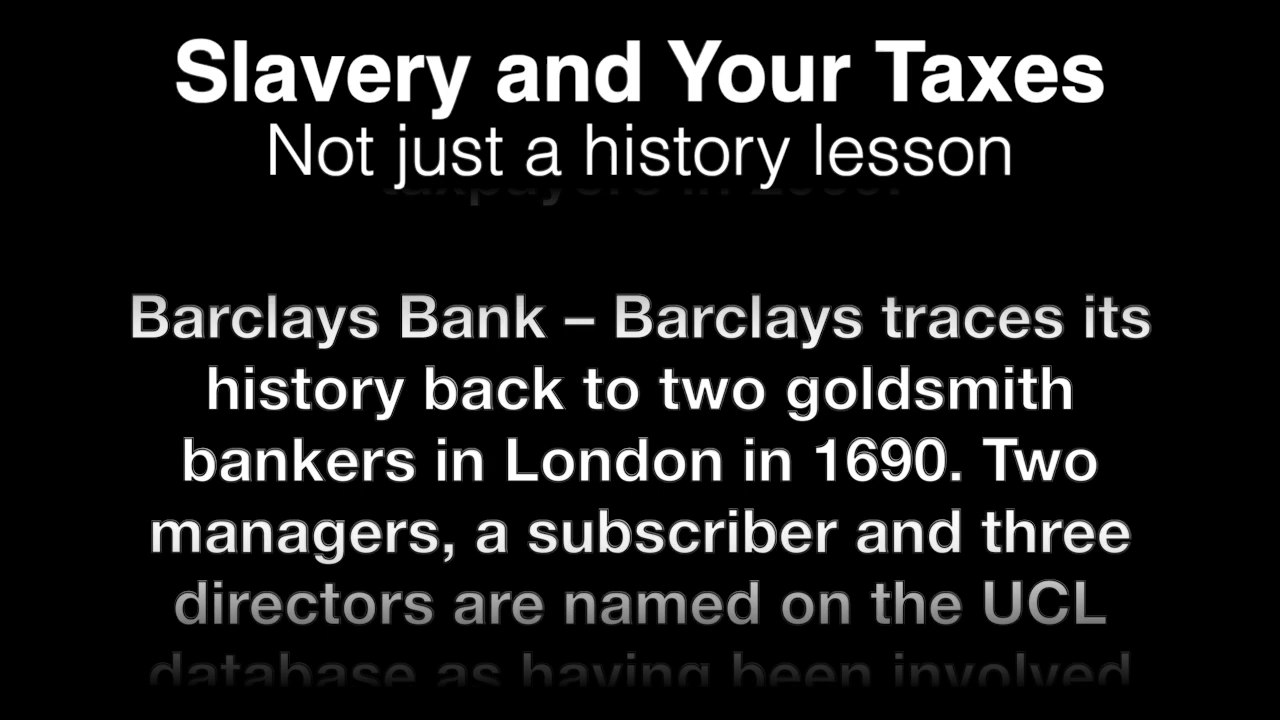 Slavery and Your Taxes
Not just a history lesson
taxpayers in
Barclays Bank – Barclays traces its
history back to two goldsmith
bankers in London in 1690. Two
managers, a subscriber and three
directors are named on the UCL
database as having been involved